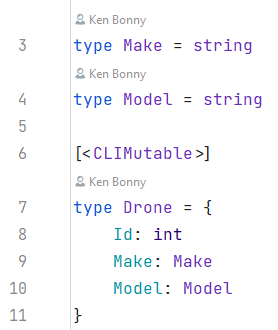 Ken Bonny
3 type Make = string
Ken Bonny
4 type Model = string
5
6 [<CLIMutable>]
Ken Bonny
7 type Drone = {
8 Id: int
9 Make: Make
10 Model: Model
11 }